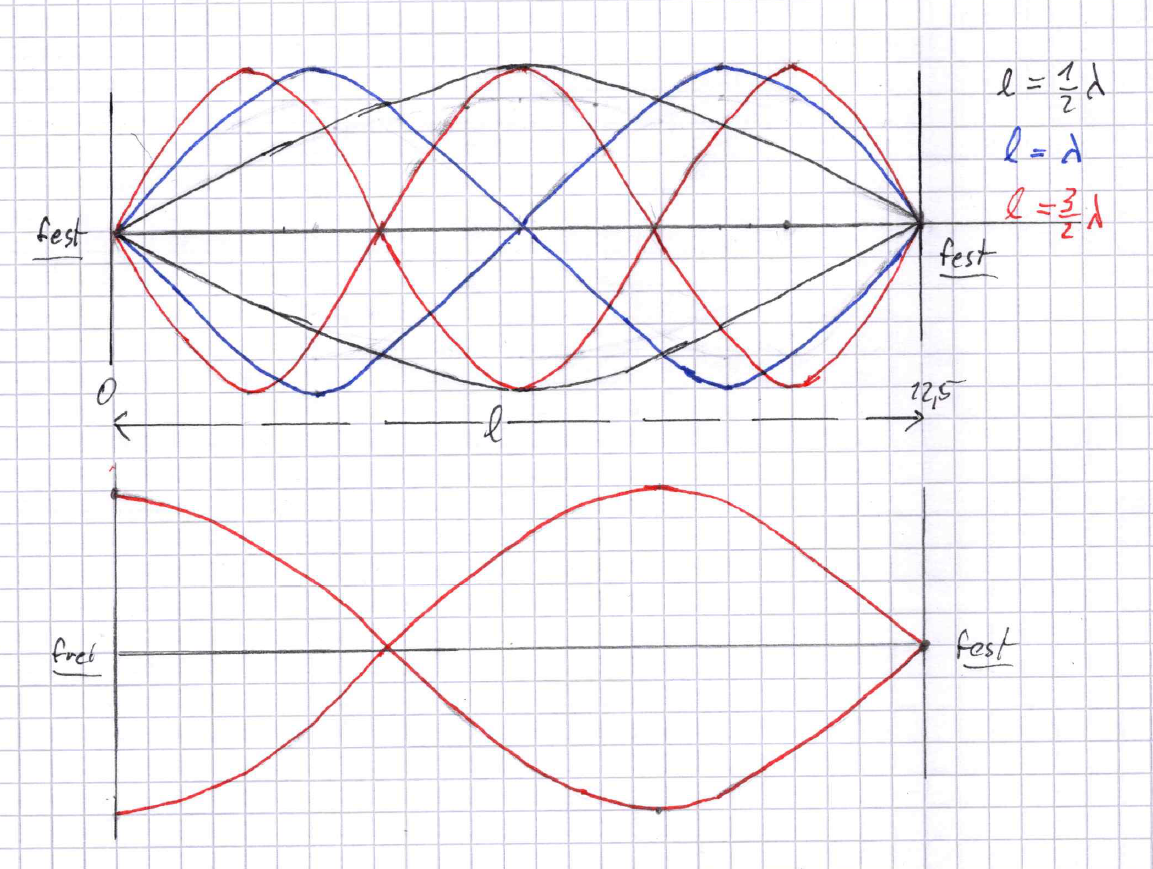 l = 1/2 λ
l = λ
l = 3/2 λ
fest
fest
0
12,5
l
frei
fest